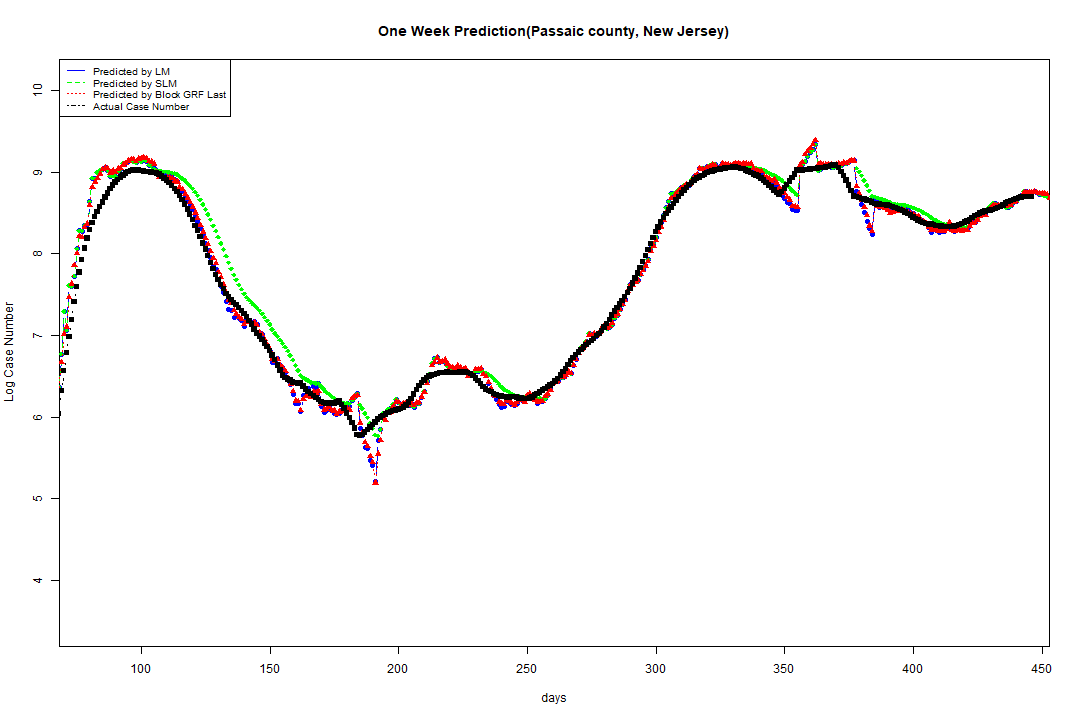 One Week Prediction(Passaic county, New Jersey)
Predicted by LM
Predicted by SLM
Predicted by Block GRF Last
Actual Case Number
Log Case Number
10
9
8
7
6
5
4
100 150 200 250 300 350 400 450
days